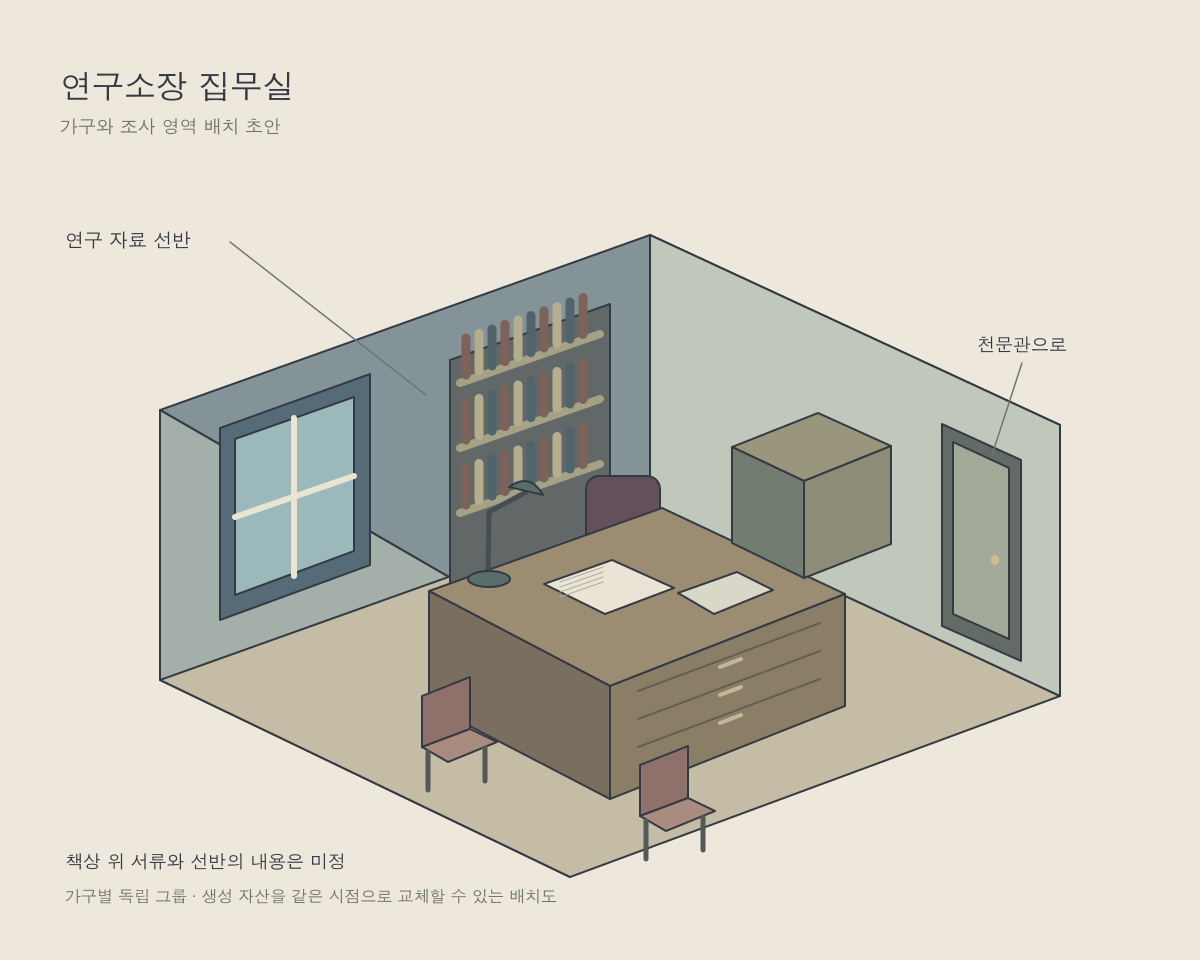 연구소장 집무실
가구와 조사 영역 배치 초안
연구 자료 선반
천문관으로
책상 위 서류와 선반의 내용은 미정
가구별 독립 그룹 · 생성 자산을 같은 시점으로 교체할 수 있는 배치도